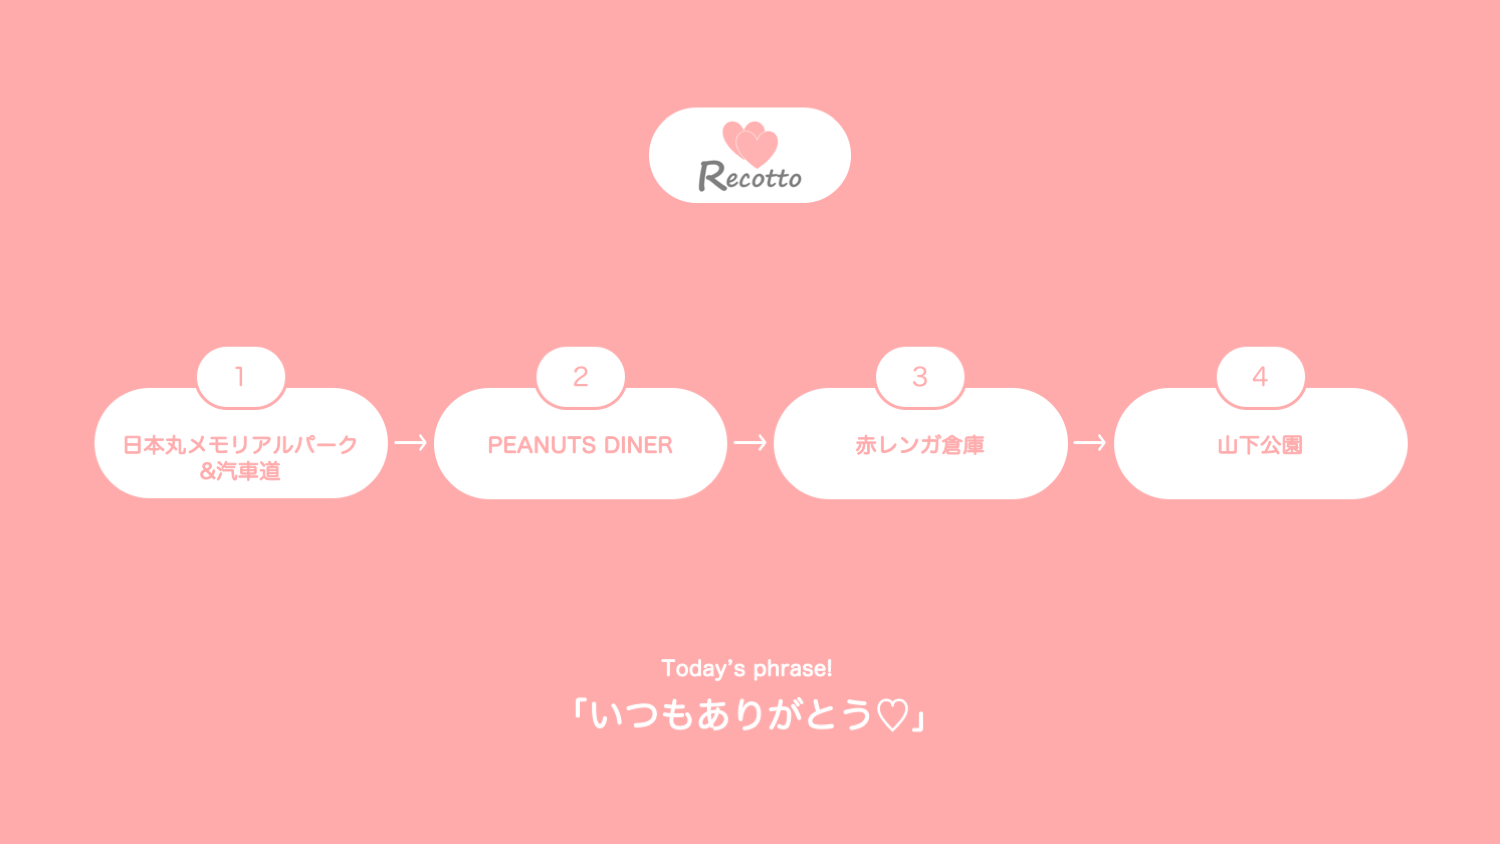 Recotto
1
日本丸メモリアルパーク
&汽車道
→
2
PEANUTS DINER
→
3
赤レンガ倉庫
→
4
山下公園
Today's phrase!
「いつもありがとう♡」